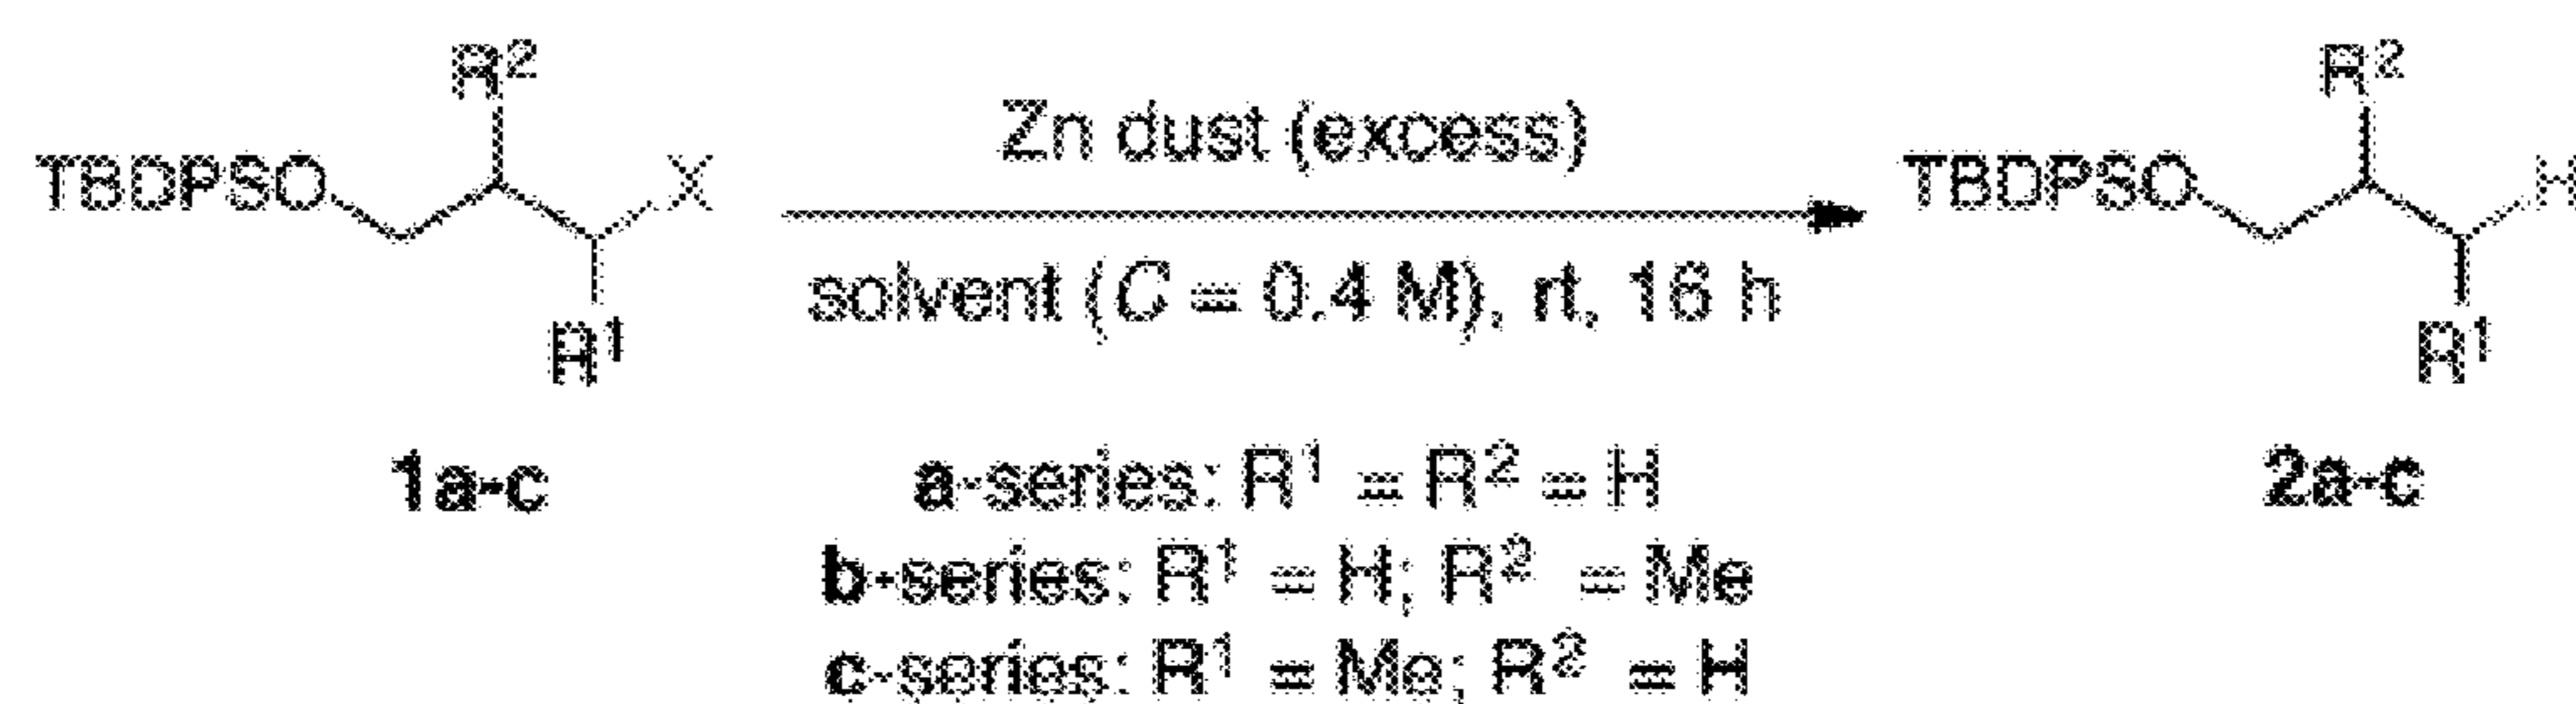 R² R²
TBDPSO X Zn dust (excess) TBDPSO H
solvent (C = 0.4 M), rt, 16 h
R¹ R¹
1a-c a-series: R¹ = R² = H 2a-c
b-series: R¹ = H; R² = Me
c-series: R¹ = Me; R² = H